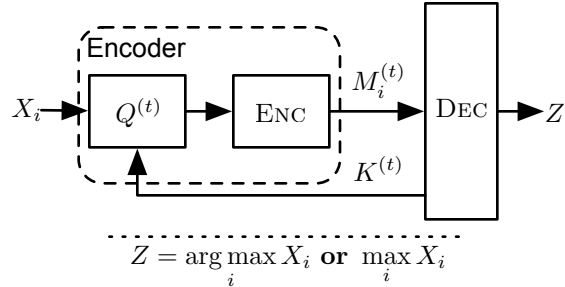 Encoder
M_i^{(t)}
X_i
Q^{(t)}
ENC
DEC
Z
K^{(t)}
Z = arg max_i X_i or max_i X_i